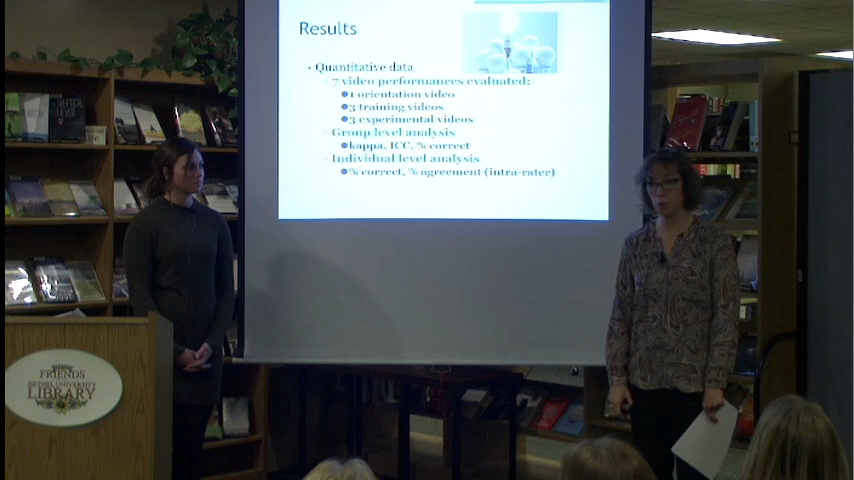 Results
• Quantitative data
7 video performances evaluated:
1 orientation video
3 training videos
3 experimental videos
Group level analysis
kappa, ICC, % correct
Individual level analysis
% correct, % agreement (intra-rater)
FRIENDS
BETHEL UNIVERSITY
LIBRARY